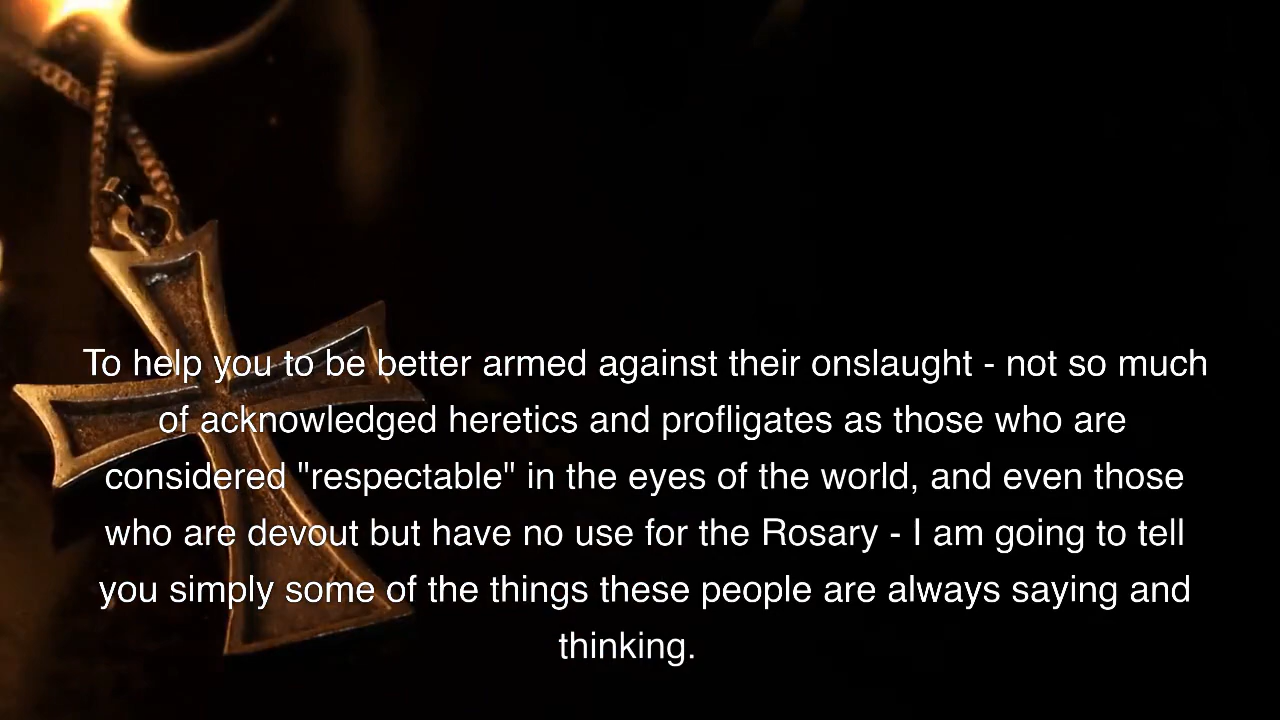 To help you to be better armed against their onslaught - not so much
of acknowledged heretics and profligates as those who are
considered "respectable" in the eyes of the world, and even those
who are devout but have no use for the Rosary - I am going to tell
you simply some of the things these people are always saying and
thinking.